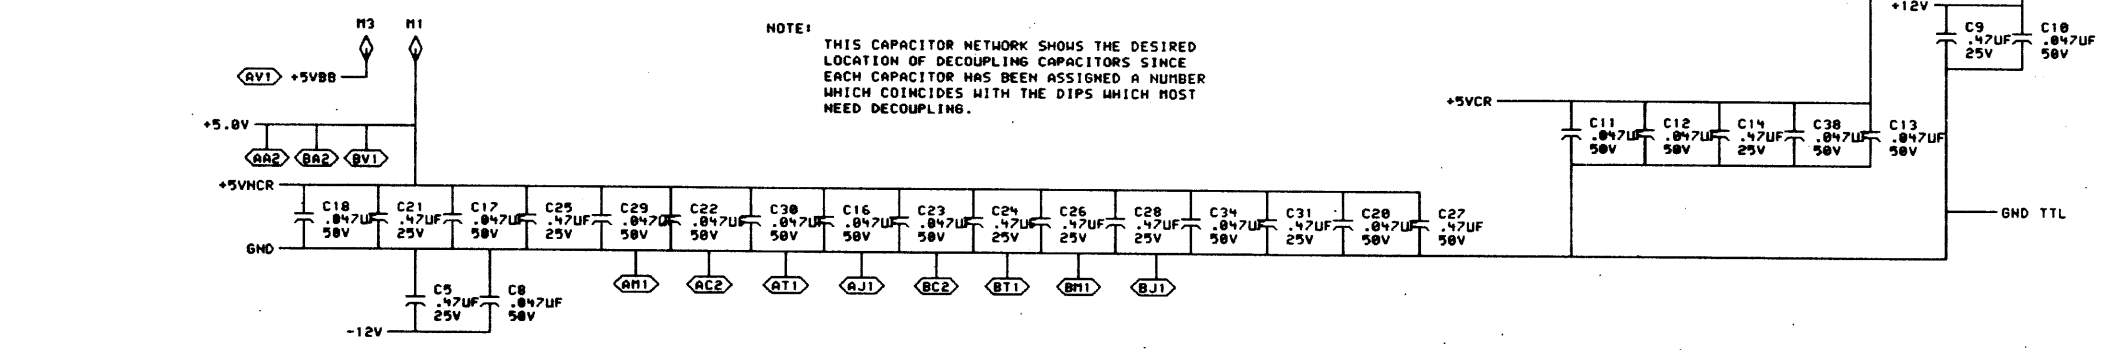 M3 M1
AV1 +5VBB
+5.0V
AA2 BA2 BV1
NOTE:
THIS CAPACITOR NETWORK SHOWS THE DESIRED
LOCATION OF DECOUPLING CAPACITORS SINCE
EACH CAPACITOR HAS BEEN ASSIGNED A NUMBER
WHICH COINCIDES WITH THE DIPS WHICH MOST
NEED DECOUPLING.
+12V
C9 C10
.47UF .047UF
25V 50V
+5VCR
C11 C12 C14 C38 C13
.047UF .047UF .47UF .047UF .047UF
50V 50V 25V 50V 50V
+5VNCR
C18 C21 C17 C25 C29 C22 C30 C16 C23 C24 C26 C28 C34 C31 C20 C27
.047UF .47UF .047UF .47UF .047U .047UF .047UF .047UF .047UF .47UF .47UF .47UF .047UF .47UF .047UF .47UF
50V 25V 50V 25V 50V 50V 50V 50V 50V 25V 25V 25V 50V 25V 50V 50V
GND
GND TTL
AM1 AC2 AT1 AJ1 BC2 BT1 BM1 BJ1
C5 C8
.47UF .047UF
25V 50V
-12V